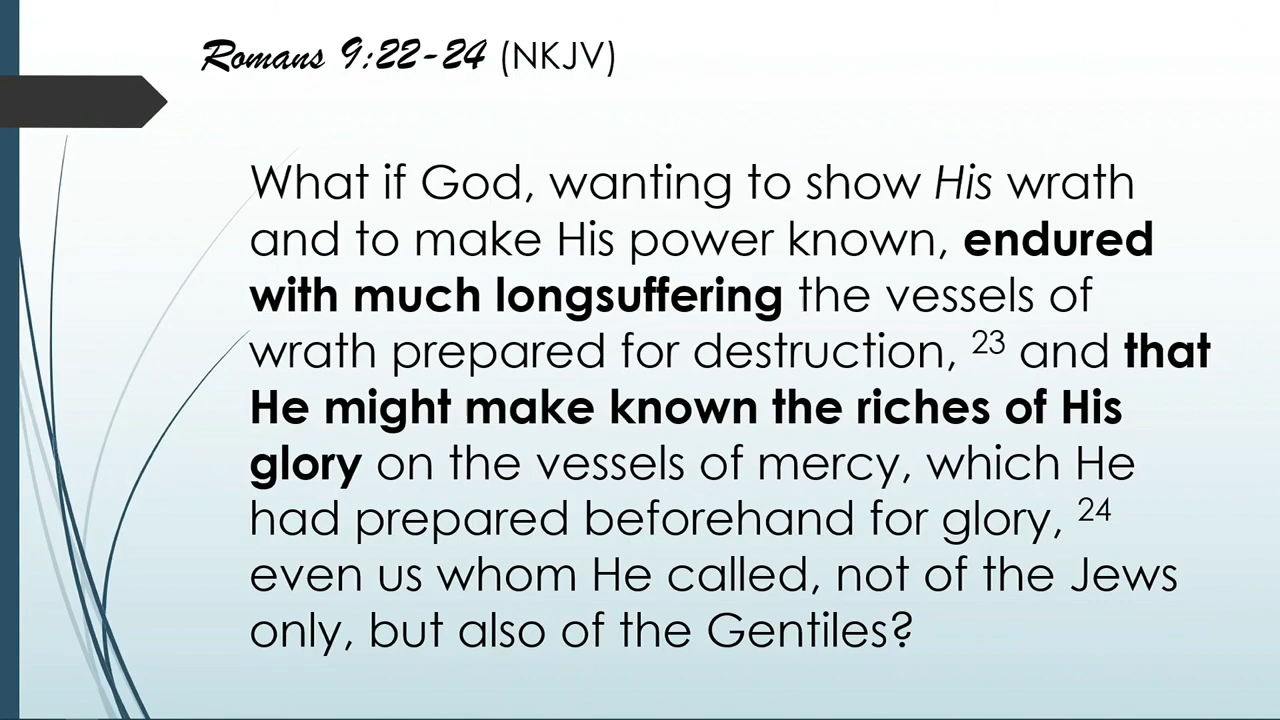 Romans 9:22-24 (NKJV)
What if God, wanting to show His wrath
and to make His power known, endured
with much longsuffering the vessels of
wrath prepared for destruction, 23 and that
He might make known the riches of His
glory on the vessels of mercy, which He
had prepared beforehand for glory, 24
even us whom He called, not of the Jews
only, but also of the Gentiles?